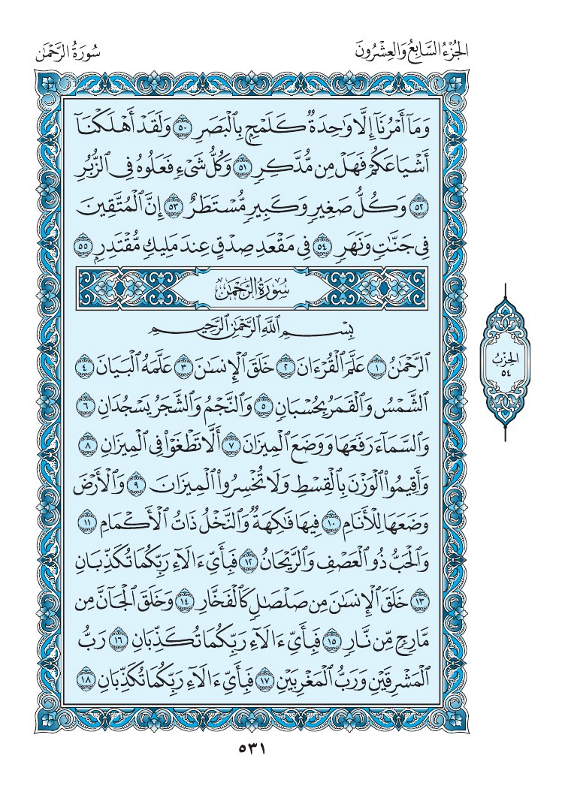 الجُزْءُ السَّابِعُ وَالعِشْرُونَ
سُورَةُ الرَّحْمَٰن
وَمَآ أَمْرُنَآ إِلَّا وَٰحِدَةٌ كَلَمْحٍۭ بِٱلْبَصَرِ ٥٠ وَلَقَدْ أَهْلَكْنَآ
أَشْيَاعَكُمْ فَهَلْ مِن مُّدَّكِرٍ ٥١ وَكُلُّ شَىْءٍ فَعَلُوهُ فِى ٱلزُّبُرِ
٥٢ وَكُلُّ صَغِيرٍ وَكَبِيرٍ مُّسْتَطَرٌ ٥٣ إِنَّ ٱلْمُتَّقِينَ
فِى جَنَّٰتٍ وَنَهَرٍ ٥٤ فِى مَقْعَدِ صِدْقٍ عِندَ مَلِيكٍ مُّقْتَدِرٍۭ ٥٥
سُورَةُ الرَّحْمَٰن
بِسْمِ ٱللَّهِ ٱلرَّحْمَٰنِ ٱلرَّحِيمِ
ٱلرَّحْمَٰنُ ١ عَلَّمَ ٱلْقُرْءَانَ ٢ خَلَقَ ٱلْإِنسَٰنَ ٣ عَلَّمَهُ ٱلْبَيَانَ ٤
ٱلشَّمْسُ وَٱلْقَمَرُ بِحُسْبَانٍ ٥ وَٱلنَّجْمُ وَٱلشَّجَرُ يَسْجُدَانِ ٦
وَٱلسَّمَآءَ رَفَعَهَا وَوَضَعَ ٱلْمِيزَانَ ٧ أَلَّا تَطْغَوْا۟ فِى ٱلْمِيزَانِ ٨
وَأَقِيمُوا۟ ٱلْوَزْنَ بِٱلْقِسْطِ وَلَا تُخْسِرُوا۟ ٱلْمِيزَانَ ٩ وَٱلْأَرْضَ
وَضَعَهَا لِلْأَنَامِ ١٠ فِيهَا فَٰكِهَةٌ وَٱلنَّخْلُ ذَاتُ ٱلْأَكْمَامِ ١١
وَٱلْحَبُّ ذُو ٱلْعَصْفِ وَٱلرَّيْحَانُ ١٢ فَبِأَىِّ ءَالَآءِ رَبِّكُمَا تُكَذِّبَانِ
١٣ خَلَقَ ٱلْإِنسَٰنَ مِن صَلْصَٰلٍ كَٱلْفَخَّارِ ١٤ وَخَلَقَ ٱلْجَآنَّ مِن
مَّارِجٍ مِّن نَّارٍ ١٥ فَبِأَىِّ ءَالَآءِ رَبِّكُمَا تُكَذِّبَانِ ١٦ رَبُّ
ٱلْمَشْرِقَيْنِ وَرَبُّ ٱلْمَغْرِبَيْنِ ١٧ فَبِأَىِّ ءَالَآءِ رَبِّكُمَا تُكَذِّبَانِ ١٨
الحِزْبُ
٥٤
٥٣١